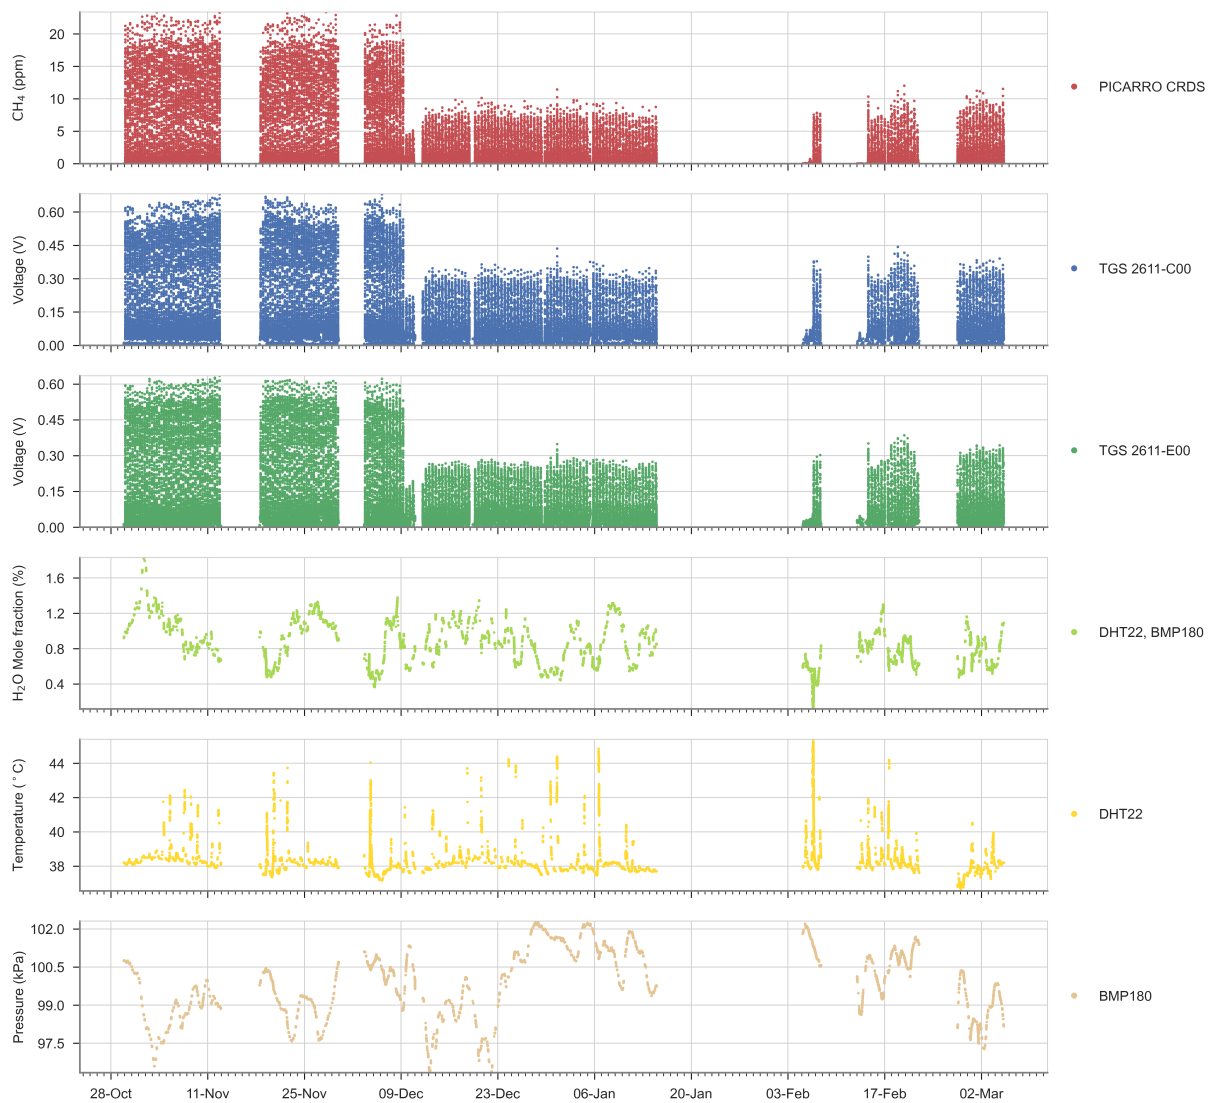 CH₄ (ppm)
20
15
10
5
0
PICARRO CRDS
Voltage (V)
0.60
0.45
0.30
0.15
0.00
TGS 2611-C00
Voltage (V)
0.60
0.45
0.30
0.15
0.00
TGS 2611-E00
H₂O Mole fraction (%)
1.6
1.2
0.8
0.4
DHT22, BMP180
Temperature (°C)
44
42
40
38
DHT22
Pressure (kPa)
102.0
100.5
99.0
97.5
BMP180
28-Oct 11-Nov 25-Nov 09-Dec 23-Dec 06-Jan 20-Jan 03-Feb 17-Feb 02-Mar